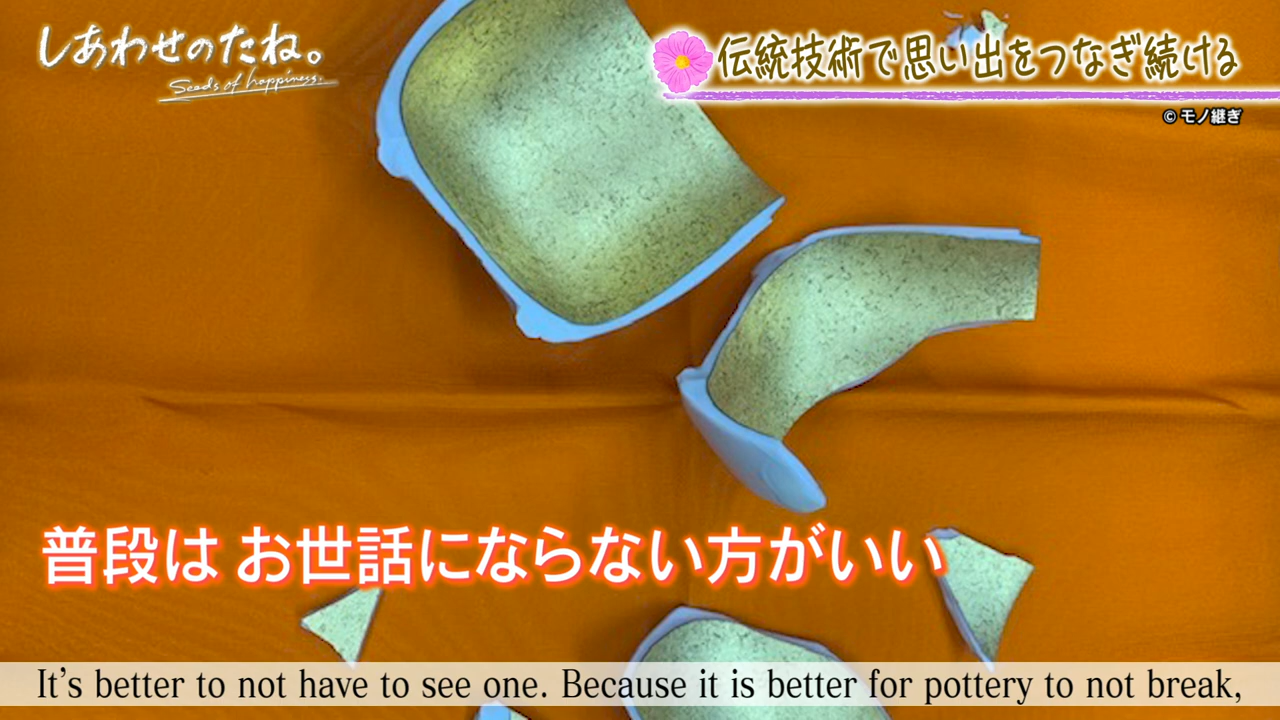 しあわせのたね。
Seeds of happiness.
伝統技術で思い出をつなぎ続ける
© モノ継ぎ
普段は お世話にならない方がいい
It's better to not have to see one. Because it is better for pottery to not break,